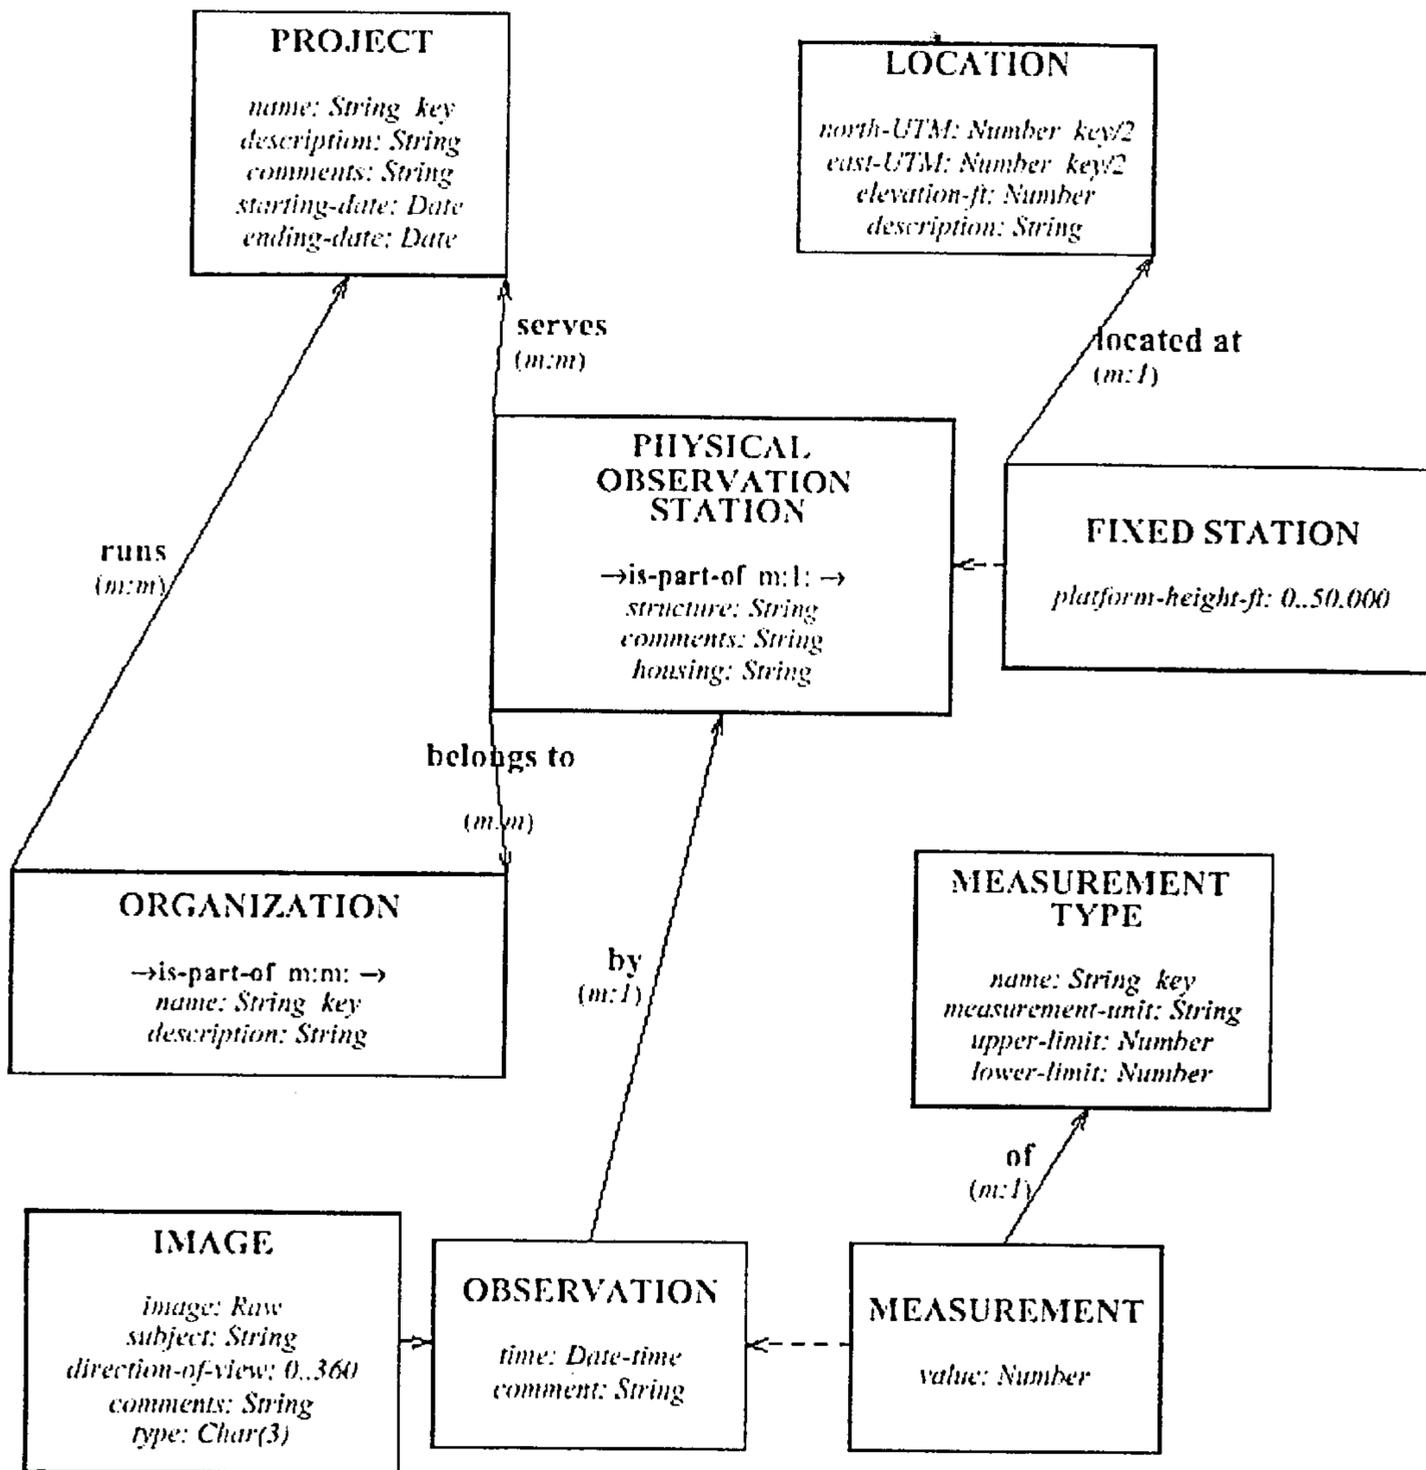 PROJECT
name: String key
description: String
comments: String
starting-date: Date
ending-date: Date
LOCATION
north-UTM: Number key/2
east-UTM: Number key/2
elevation-ft: Number
description: String
serves
(m:m)
located at
(m:1)
PHYSICAL
OBSERVATION
STATION
→is-part-of m:1: →
structure: String
comments: String
housing: String
FIXED STATION
platform-height-ft: 0..50.000
runs
(m:m)
belongs to
(m:m)
ORGANIZATION
→is-part-of m:m: →
name: String key
description: String
by
(m:1)
MEASUREMENT
TYPE
name: String key
measurement-unit: String
upper-limit: Number
lower-limit: Number
of
(m:1)
IMAGE
image: Raw
subject: String
direction-of-view: 0..360
comments: String
type: Char(3)
OBSERVATION
time: Date-time
comment: String
MEASUREMENT
value: Number